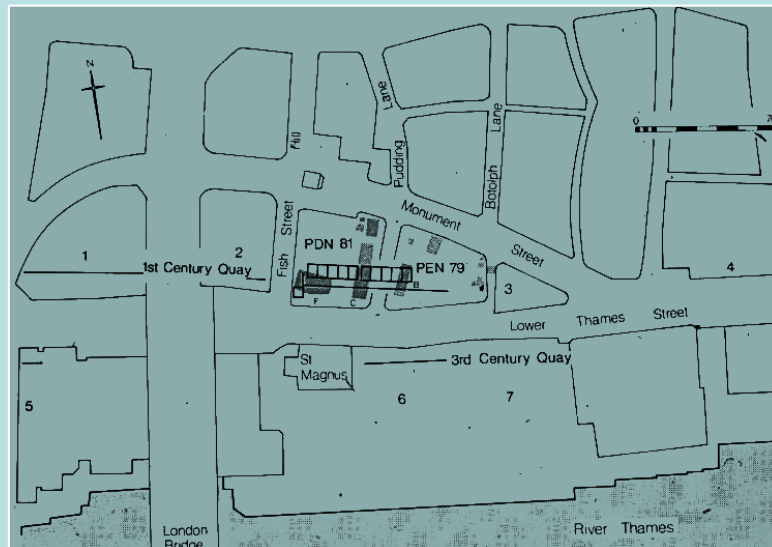 N
0
Hill
Lane
Pudding
Lane
Botolph
Monument
Street
Fish Street
PDN 81
PEN 79
1
1st Century Quay
2
B
F
C
3
4
Lower Thames Street
St
Magnus
3rd Century Quay
5
6
7
London
Bridge
River Thames